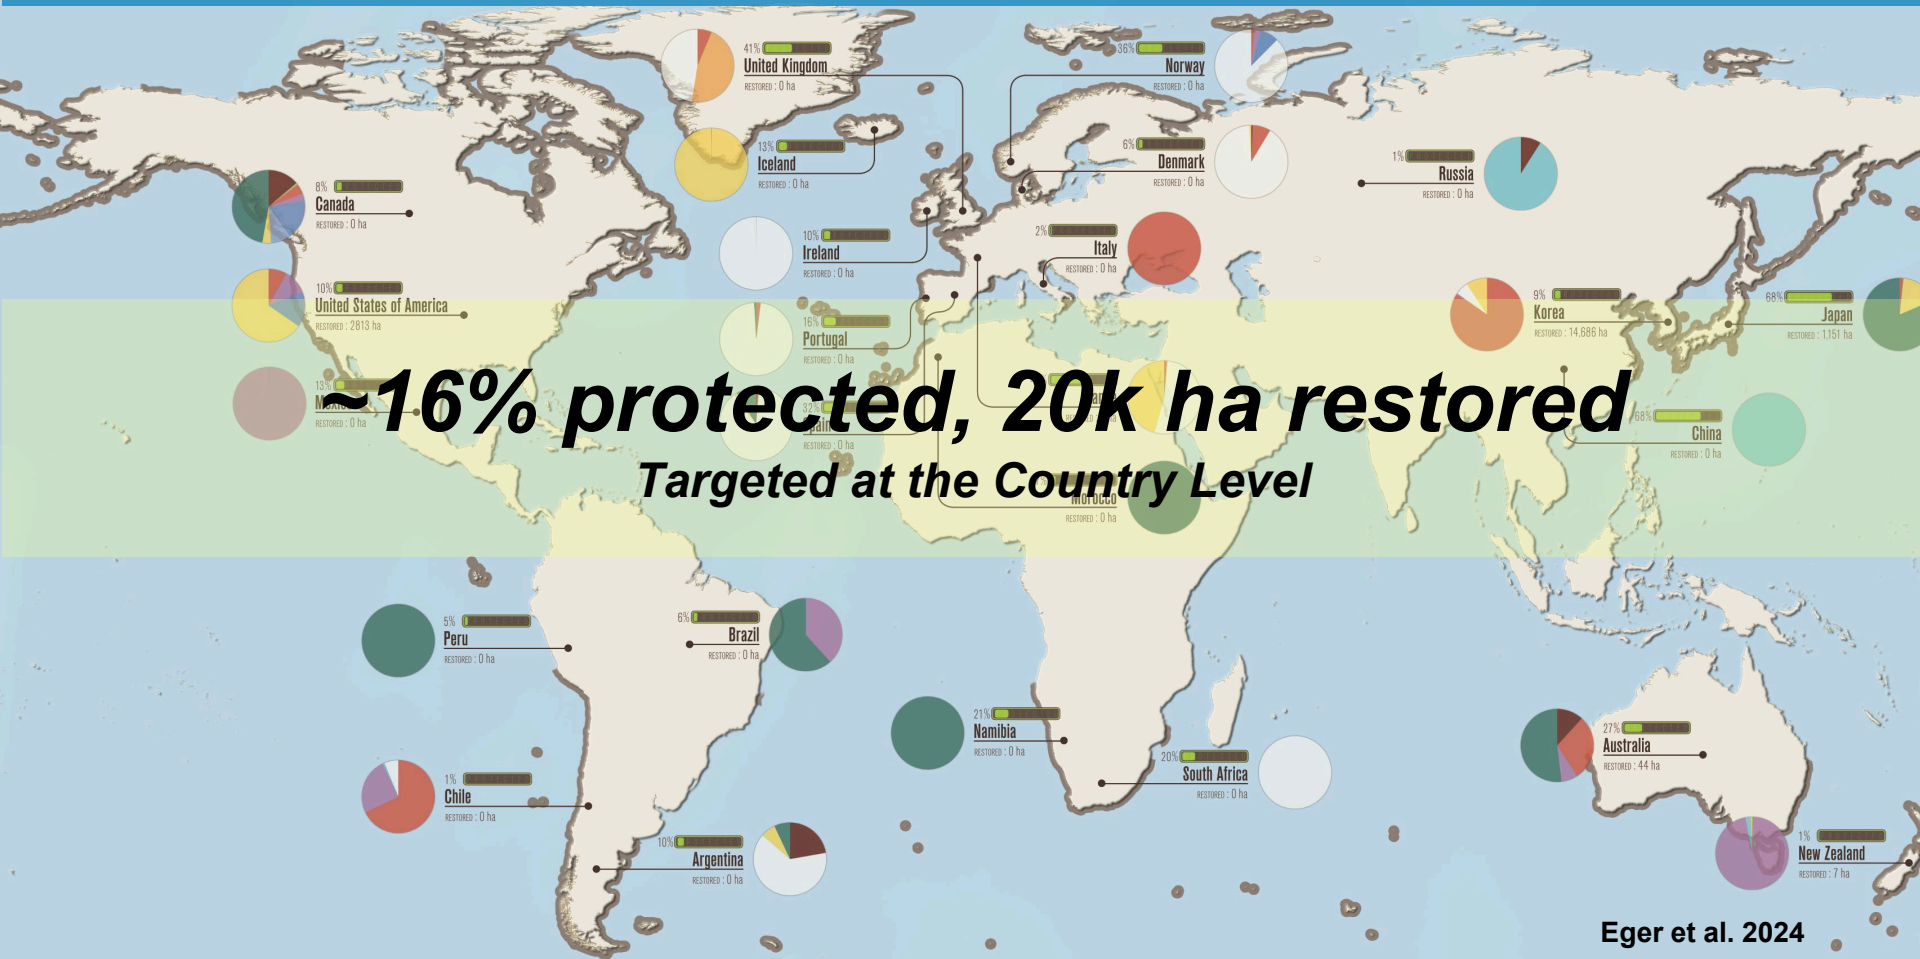 41%
United Kingdom
RESTORED : 0 ha
36%
Norway
RESTORED : 0 ha
13%
Iceland
RESTORED : 0 ha
6%
Denmark
RESTORED : 0 ha
1%
Russia
RESTORED : 0 ha
8%
Canada
RESTORED : 0 ha
10%
Ireland
RESTORED : 0 ha
2%
Italy
RESTORED : 0 ha
10%
United States of America
RESTORED : 2813 ha
16%
Portugal
RESTORED : 0 ha
9%
Korea
RESTORED : 14,686 ha
68%
Japan
RESTORED : 1,151 ha
13%
RESTORED : 0 ha
~16% protected, 20k ha restored
32%
RESTORED : 0 ha
68%
China
RESTORED : 0 ha
Targeted at the Country Level
Morocco
RESTORED : 0 ha
5%
Peru
RESTORED : 0 ha
6%
Brazil
RESTORED : 0 ha
21%
Namibia
RESTORED : 0 ha
20%
South Africa
RESTORED : 0 ha
27%
Australia
RESTORED : 44 ha
1%
Chile
RESTORED : 0 ha
10%
Argentina
RESTORED : 0 ha
1%
New Zealand
RESTORED : 7 ha
Eger et al. 2024